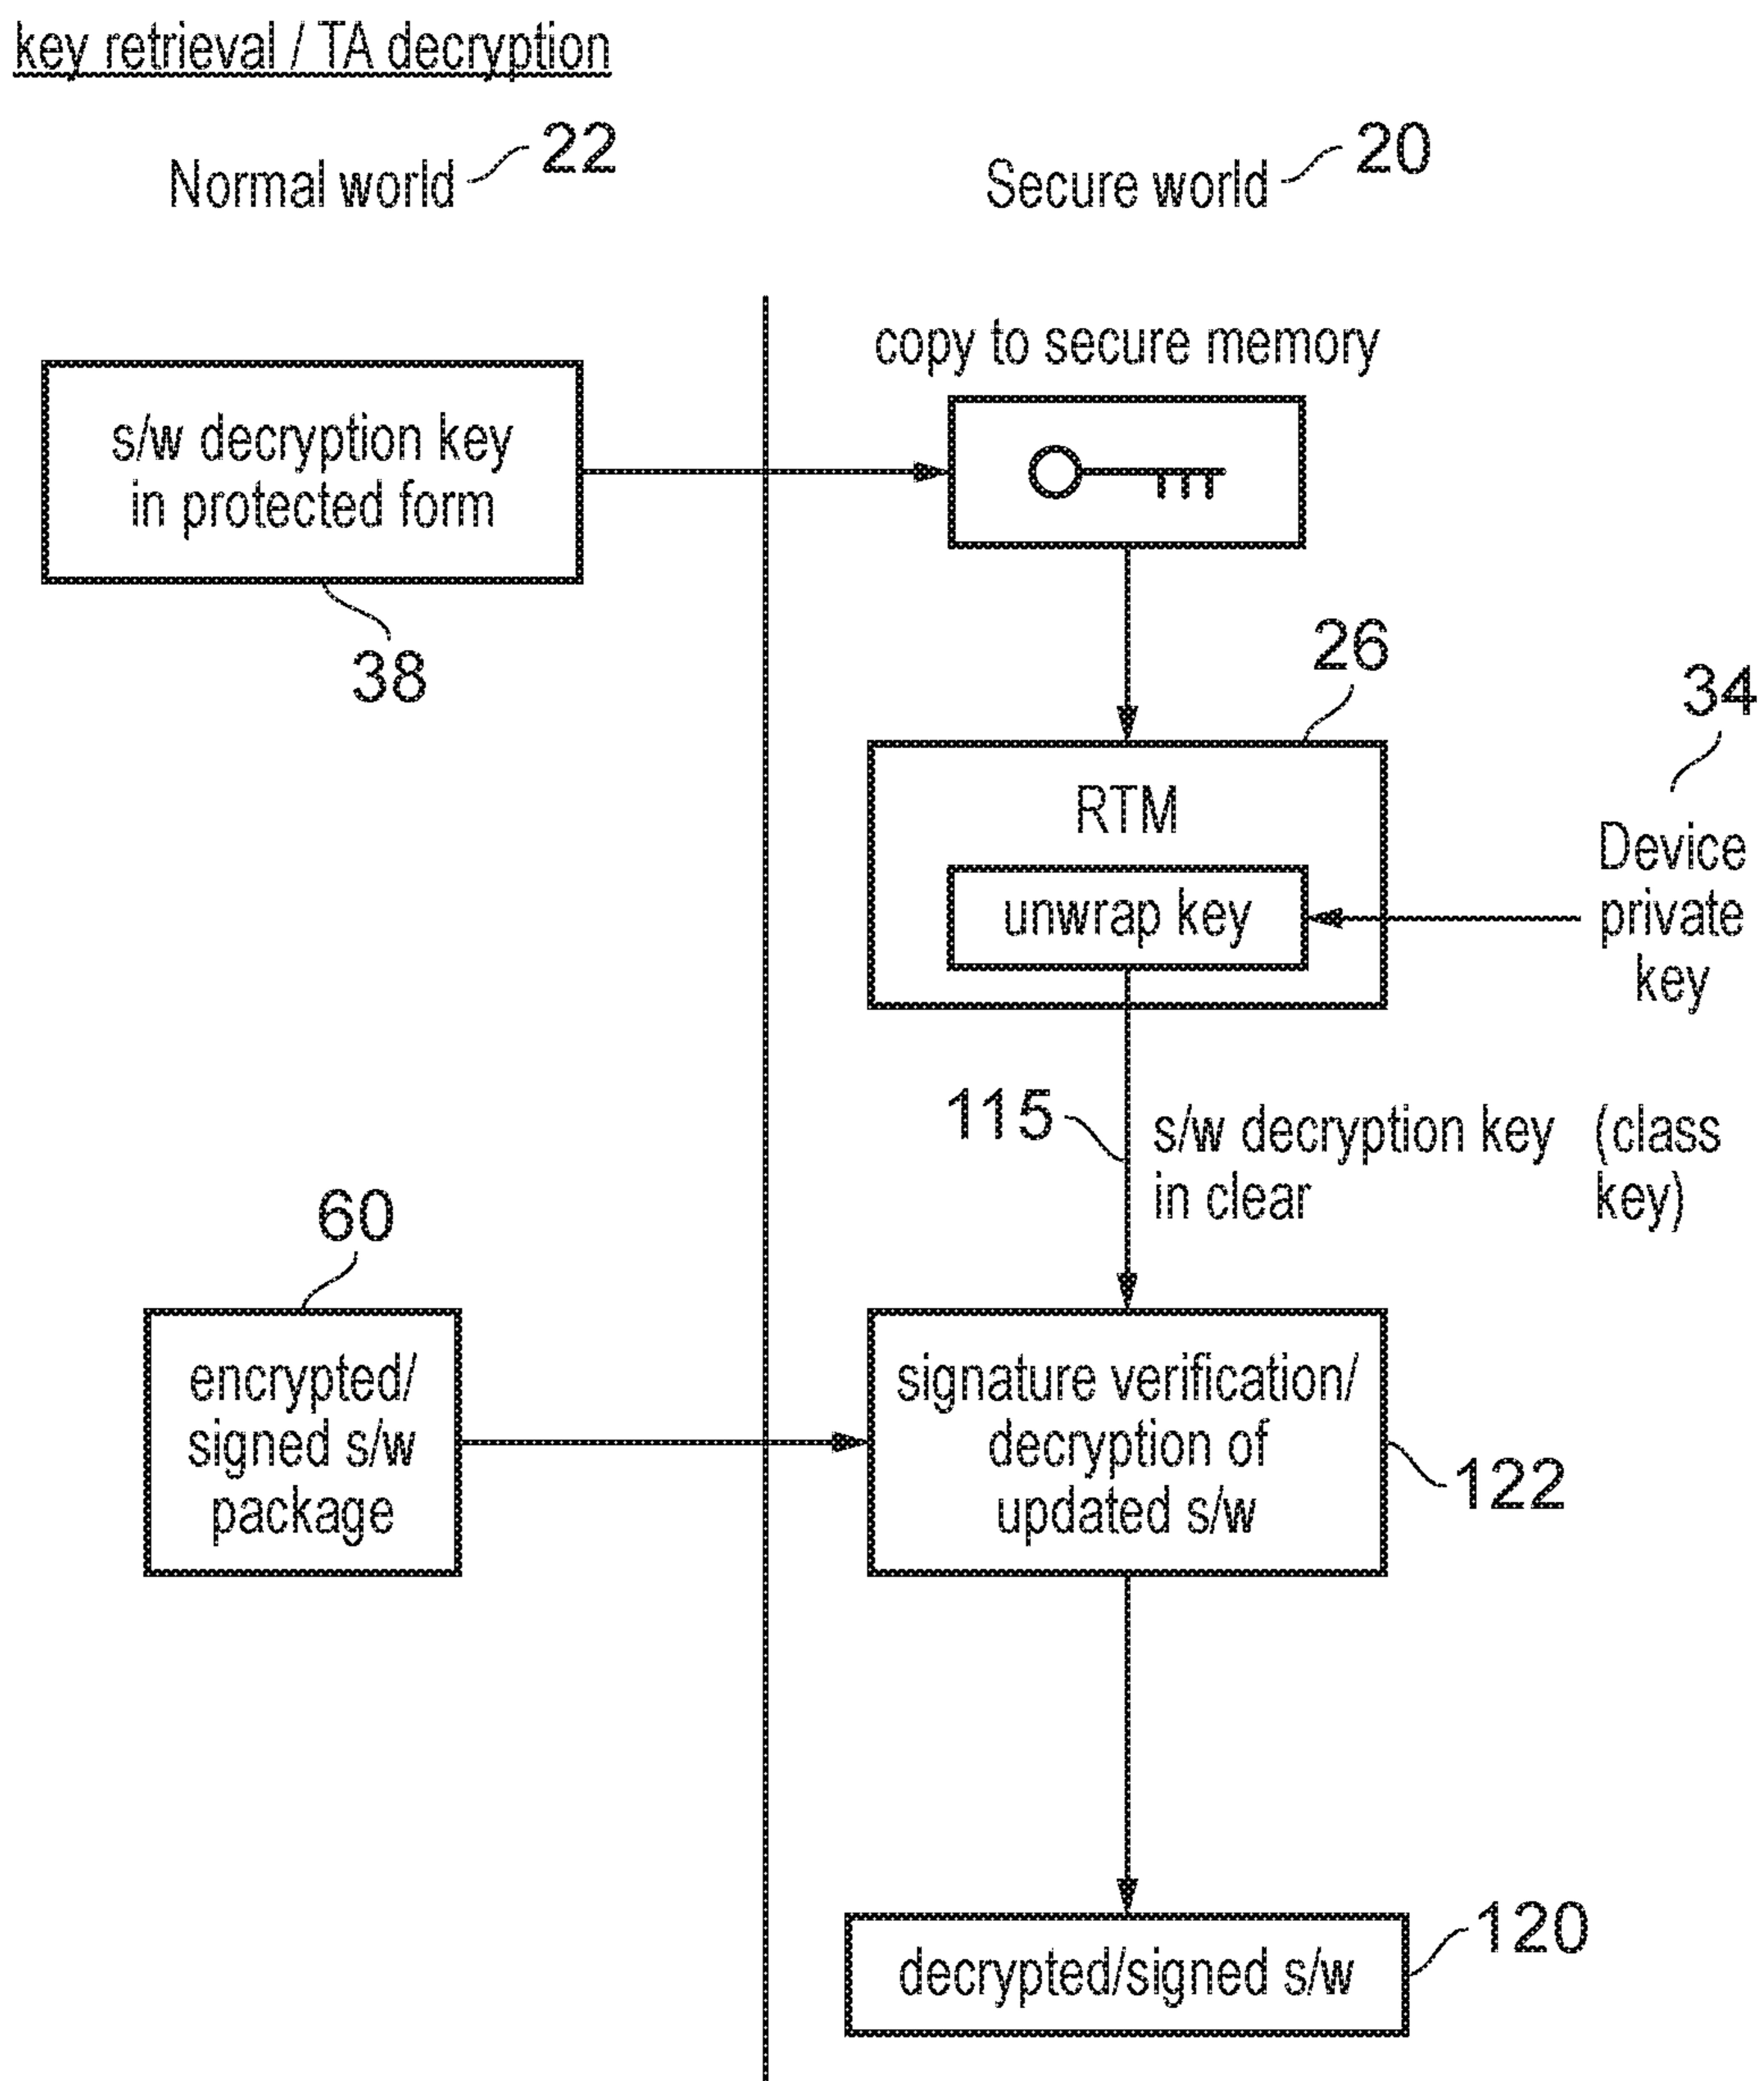 key retrieval / TA decryption
Normal world
22
Secure world
20
copy to secure memory
s/w decryption key
in protected form
38
26
34
RTM
unwrap key
Device
private
key
115
s/w decryption key (class
in clear key)
60
encrypted/
signed s/w
package
signature verification/
decryption of
updated s/w
122
120
decrypted/signed s/w